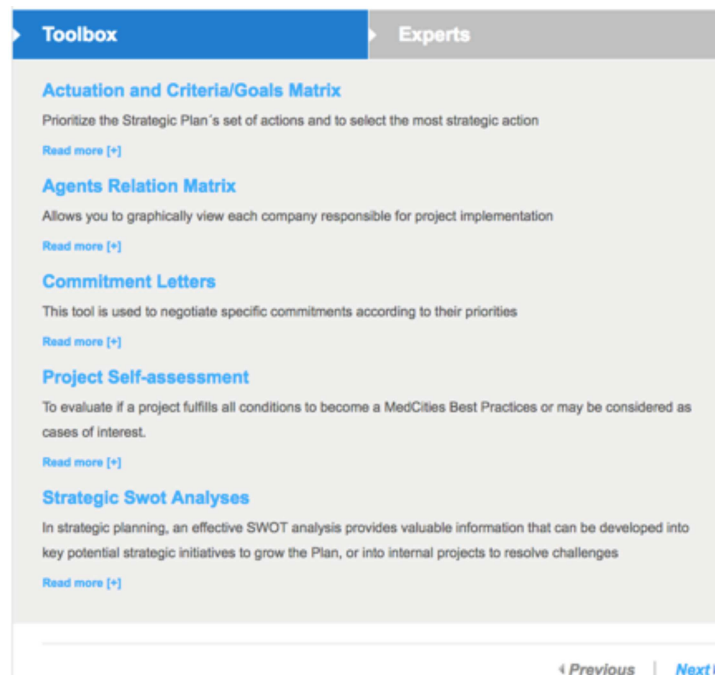 Toolbox
Experts
Actuation and Criteria/Goals Matrix
Prioritize the Strategic Plan´s set of actions and to select the most strategic action
Read more [+]
Agents Relation Matrix
Allows you to graphically view each company responsible for project implementation
Read more [+]
Commitment Letters
This tool is used to negotiate specific commitments according to their priorities
Read more [+]
Project Self-assessment
To evaluate if a project fulfills all conditions to become a MedCities Best Practices or may be considered as
cases of interest.
Read more [+]
Strategic Swot Analyses
In strategic planning, an effective SWOT analysis provides valuable information that can be developed into
key potential strategic initiatives to grow the Plan, or into internal projects to resolve challenges
Read more [+]
Previous | Next